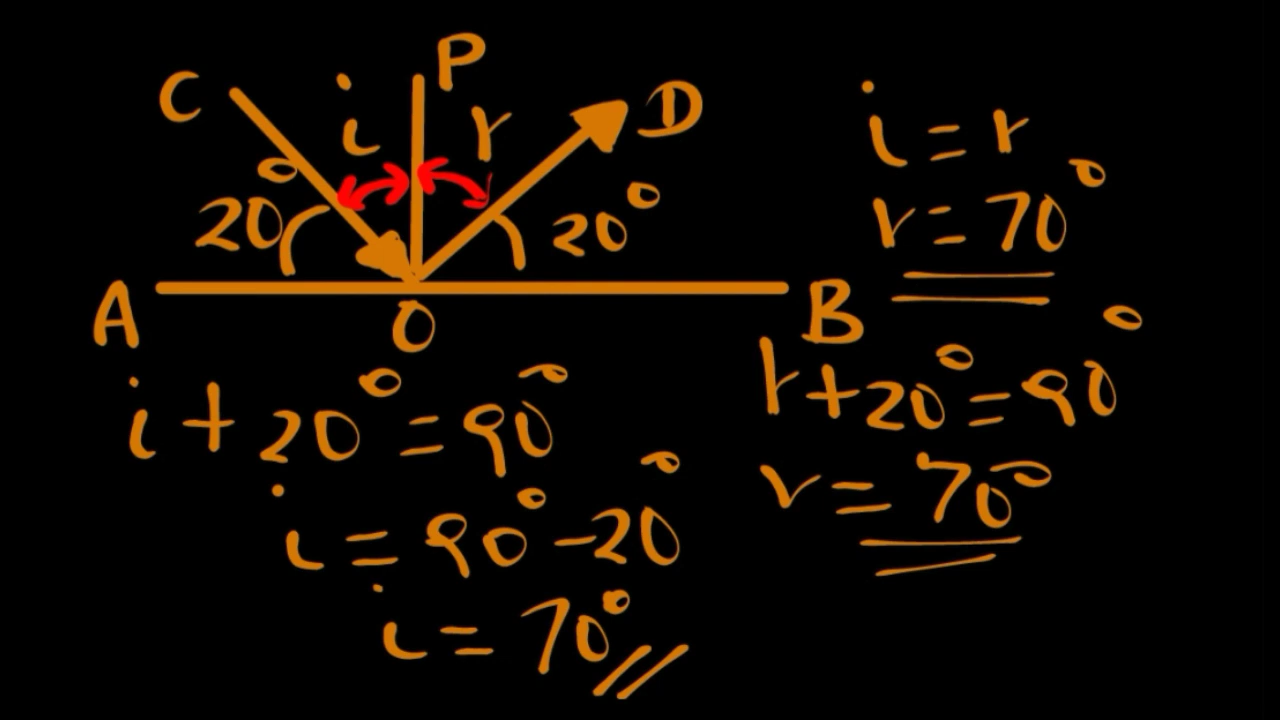 C i P r D
20° 20°
A O B
i = r
r = 70°
i + 20° = 90°
i = 90° - 20°
i = 70°
r + 20° = 90°
r = 70°